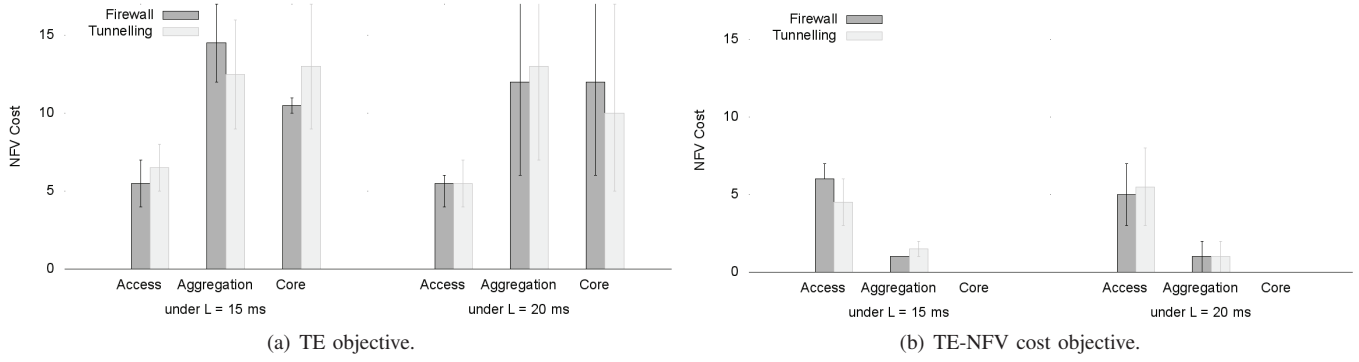 Firewall
Tunnelling
15
10
5
0
NFV Cost
Access Aggregation Core Access Aggregation Core
under L = 15 ms under L = 20 ms
(a) TE objective.
Firewall
Tunnelling
15
10
5
0
NFV Cost
Access Aggregation Core Access Aggregation Core
under L = 15 ms under L = 20 ms
(b) TE-NFV cost objective.